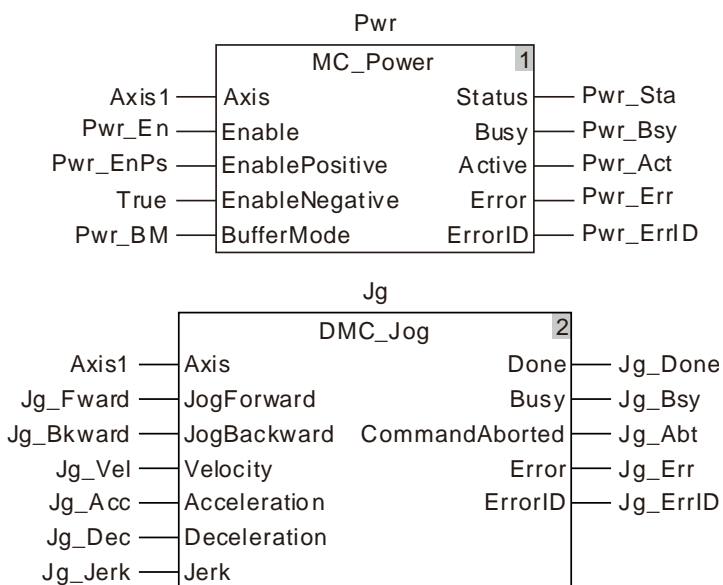 Pwr
MC_Power 1
Axis1 Axis Status Pwr_Sta
Pwr_En Enable Busy Pwr_Bsy
Pwr_EnPs EnablePositive Active Pwr_Act
True EnableNegative Error Pwr_Err
Pwr_BM BufferMode ErrorID Pwr_ErrID
Jg
DMC_Jog 2
Axis1 Axis Done Jg_Done
Jg_Fward JogForward Busy Jg_Bsy
Jg_Bkward JogBackward CommandAborted Jg_Abt
Jg_Vel Velocity Error Jg_Err
Jg_Acc Acceleration ErrorID Jg_ErrID
Jg_Dec Deceleration
Jg_Jerk Jerk